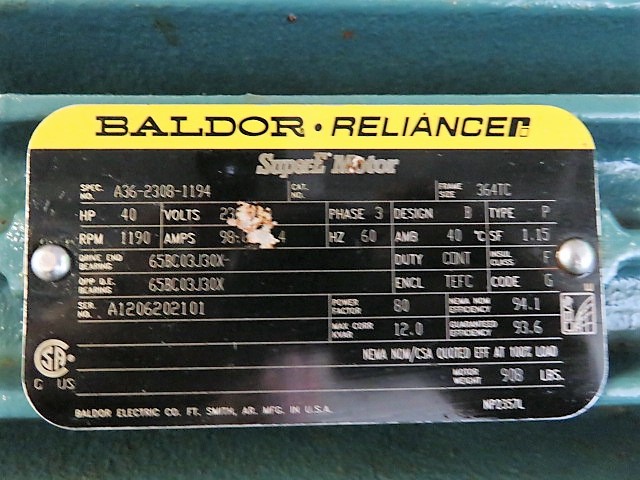 BALDOR • RELIANCE
SuperE Motor
SPEC. NO. A36-2308-1194 CAT. NO. FRAME SIZE 364TC
HP 40 VOLTS PHASE 3 DESIGN B TYPE P
RPM 1190 AMPS HZ 60 AMB 40 °C SF 1.15
DRIVE END BEARING 65BC03J30X- DUTY CONT INSUL CLASS F
OPP D.E. BEARING 65BC03J30X ENCL TEFC CODE G
SER. NO. A1206202101 POWER FACTOR 80 NEMA NOM EFFICIENCY 94.1
MAX CORR KVAR 12.0 GUARANTEED EFFICIENCY 93.6
NEMA NOM/CSA QUOTED EFF AT 100% LOAD
G US MOTOR WEIGHT 908 LBS.
BALDOR ELECTRIC CO. FT. SMITH, AR. MFG. IN U.S.A. NP2357L